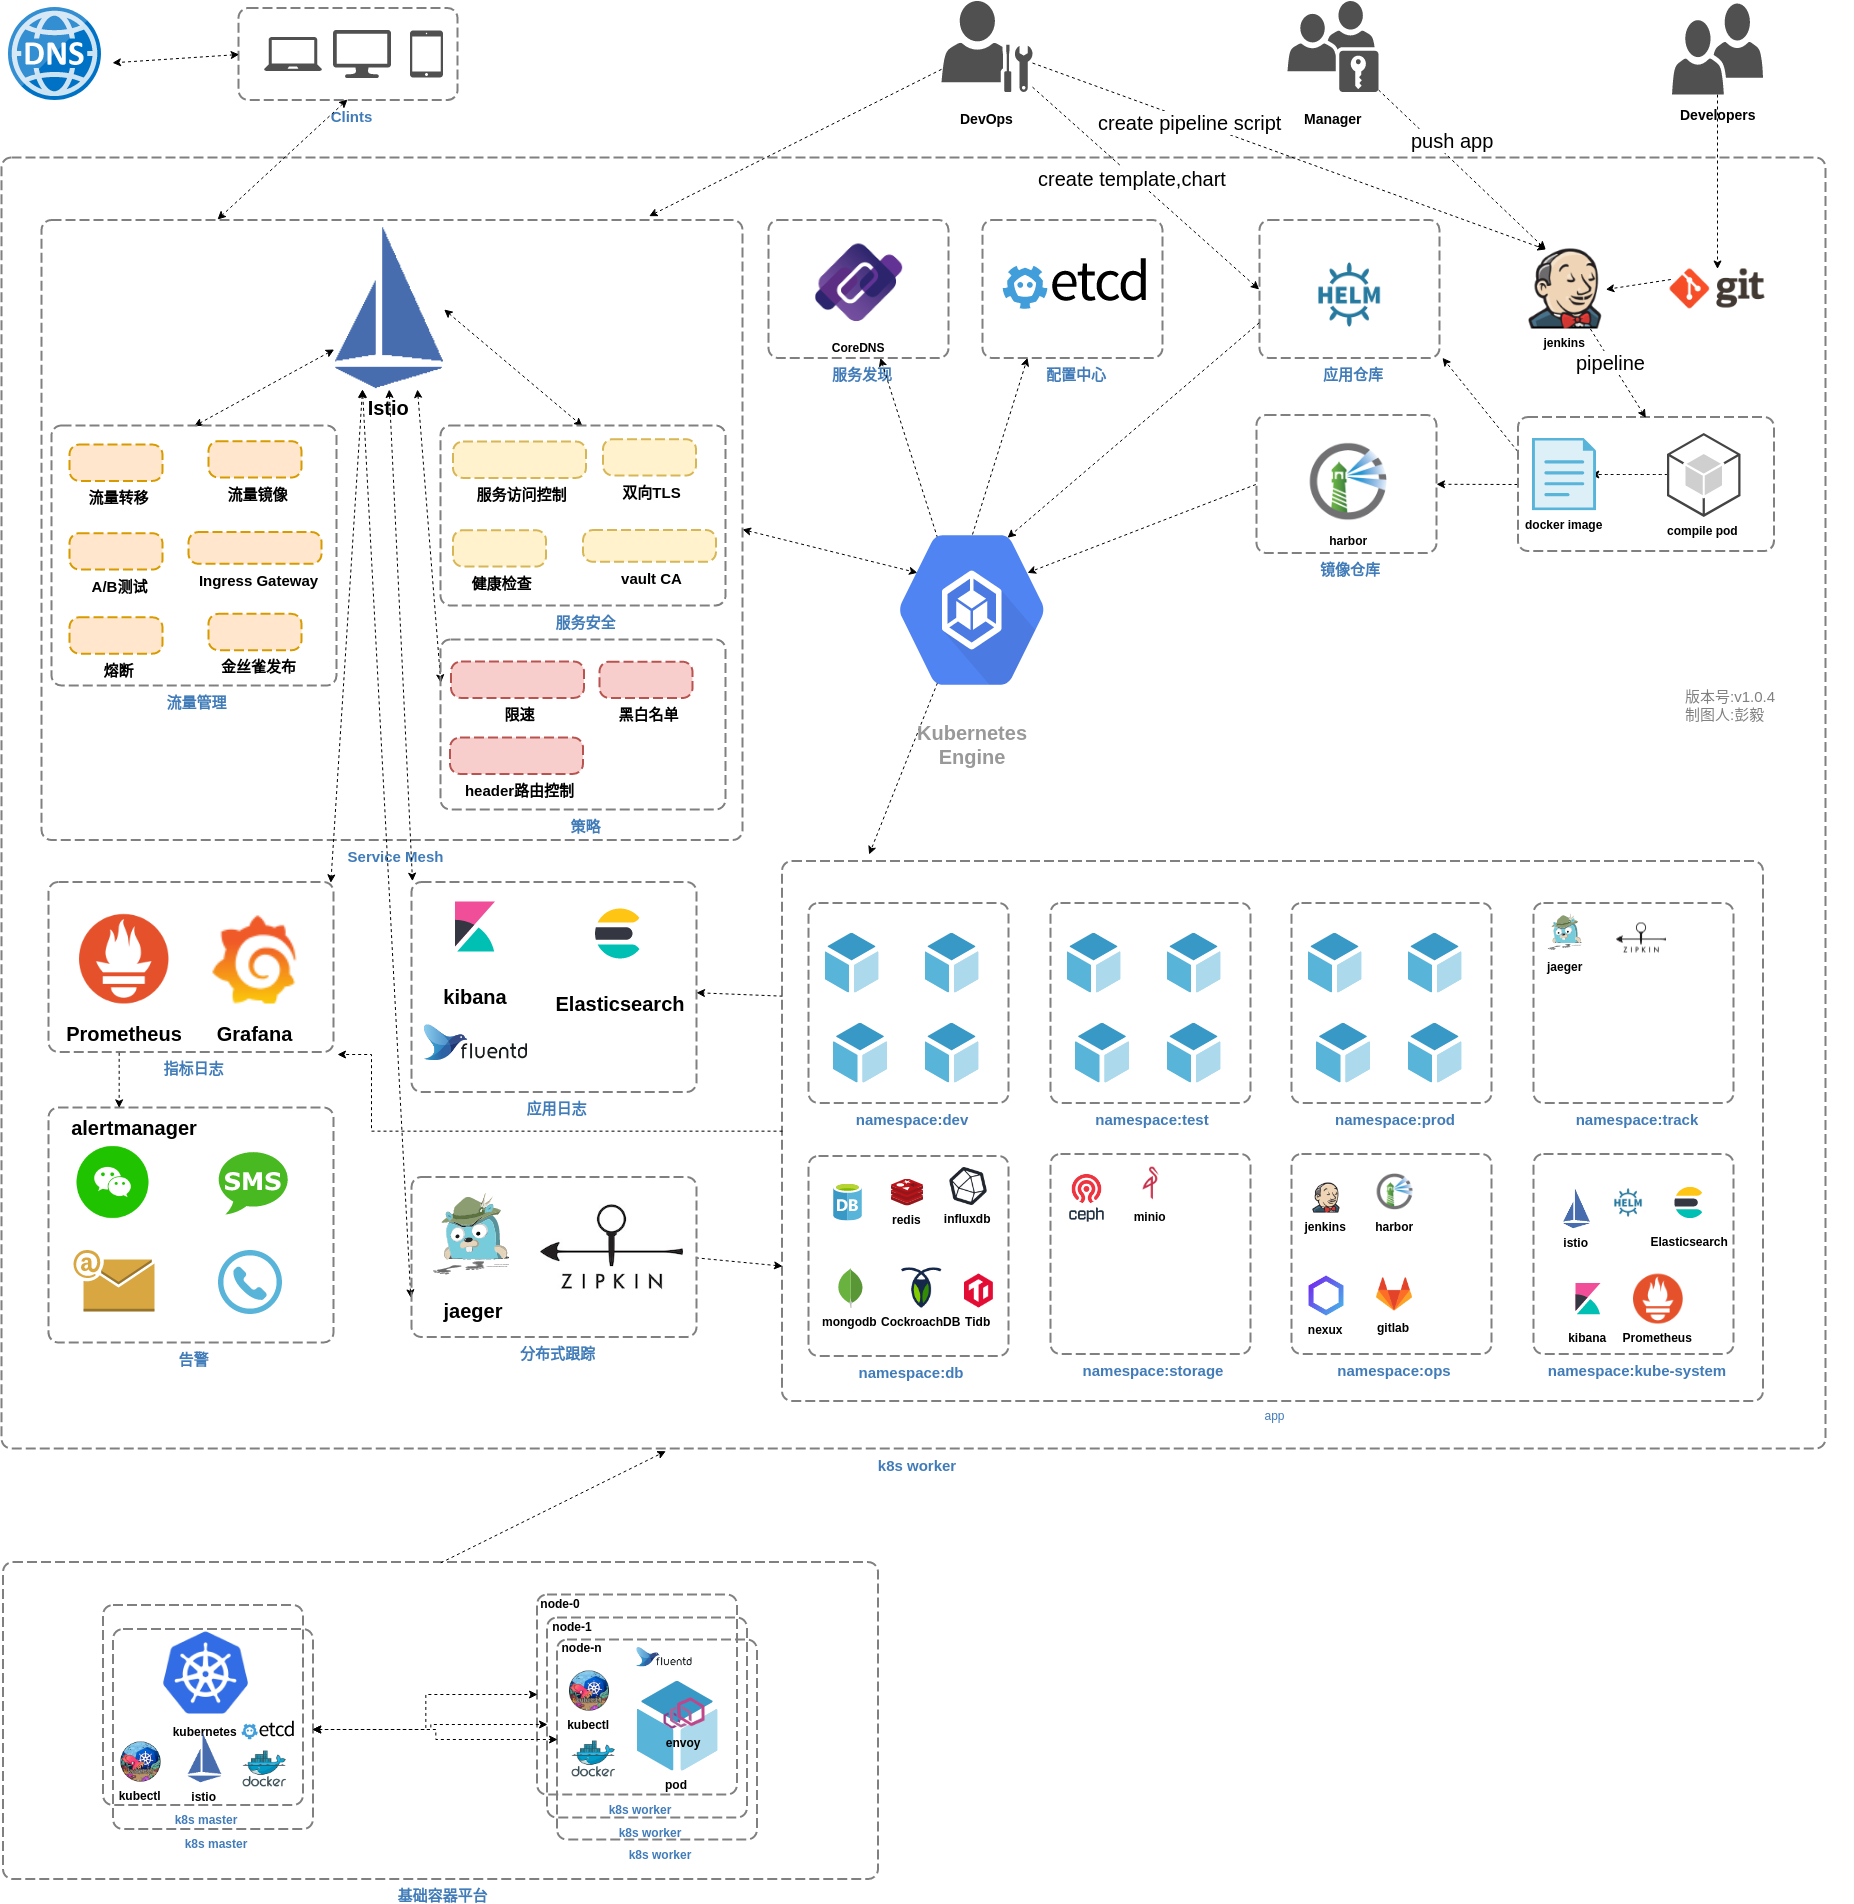 DNS
Clints
DevOps
Manager
Developers
create pipeline script
push app
create template,chart
Istio
CoreDNS
服务发现
etcd
配置中心
HELM
应用仓库
jenkins
git
pipeline
流量转移
流量镜像
A/B测试
Ingress Gateway
熔断
金丝雀发布
流量管理
服务访问控制
双向TLS
健康检查
vault CA
服务安全
限速
黑白名单
header路由控制
策略
Service Mesh
harbor
镜像仓库
docker image
compile pod
Kubernetes
Engine
版本号:v1.0.4
制图人:彭毅
Prometheus
Grafana
指标日志
kibana
Elasticsearch
fluentd
应用日志
alertmanager
SMS
@
告警
jaeger
ZIPKIN
分布式跟踪
namespace:dev
namespace:test
namespace:prod
jaeger
ZIPKIN
namespace:track
DB
redis
influxdb
mongodb
CockroachDB
Tidb
namespace:db
ceph
minio
namespace:storage
jenkins
harbor
nexux
gitlab
namespace:ops
istio
HELM
Elasticsearch
kibana
Prometheus
namespace:kube-system
app
k8s worker
kubernetes
etcd
kubectl
istio
docker
k8s master
k8s master
node-0
node-1
node-n
fluentd
kubectl
docker
envoy
pod
k8s worker
k8s worker
k8s worker
基础容器平台